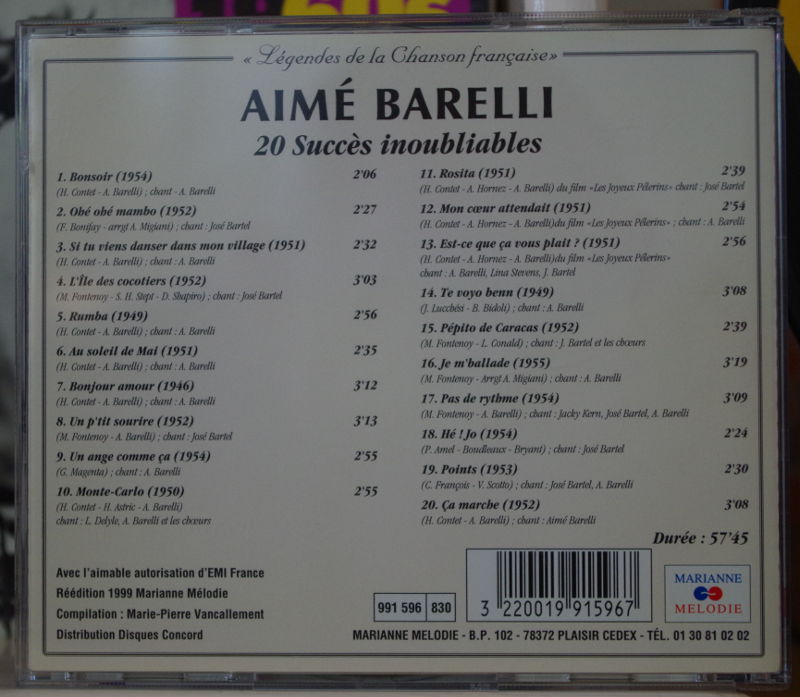 « Légendes de la Chanson française»
AIMÉ BARELLI
20 Succès inoubliables
1. Bonsoir (1954) 2'06
(H. Contet - A. Barelli) ; chant - A. Barelli
2. Obé obé mambo (1952) 2'27
(F. Bonifay - arrgt A. Migiani) ; chant : José Bartel
3. Si tu viens danser dans mon village (1951) 2'32
(H. Contet - A. Barelli) ; chant : A. Barelli
4. L'Île des cocotiers (1952) 3'03
(M. Fontenoy - S. H. Stept - D. Shapiro) ; chant : José Bartel
5. Rumba (1949) 2'56
(H. Contet - A. Barelli) ; chant : A. Barelli
6. Au soleil de Mai (1951) 2'35
(H. Contet - A. Barelli) ; chant : A. Barelli
7. Bonjour amour (1946) 3'12
(H. Contet - A. Barelli) ; chant : A. Barelli
8. Un p'tit sourire (1952) 3'13
(M. Fontenoy - A. Barelli) ; chant : José Bartel
9. Un ange comme ça (1954) 2'55
(G. Magenta) ; chant : A. Barelli
10. Monte-Carlo (1950) 2'55
(H. Contet - H. Astric - A. Barelli)
chant : L. Delyle, A. Barelli et les chœurs
11. Rosita (1951) 2'39
(H. Contet - A. Hornez - A. Barelli) du film «Les Joyeux Pélerins» chant : José Bartel
12. Mon cœur attendait (1951) 2'54
(H. Contet - A. Hornez - A. Barelli)du film «Les Joyeux Pélerins» ; chant : A. Barelli
13. Est-ce que ça vous plait ? (1951) 2'56
(H. Contet - A. Hornez - A. Barelli)du film «Les Joyeux Pélerins»
chant : A. Barelli, Lina Stevens, J. Bartel
14. Te voyo benn (1949) 3'08
(J. Lucchési - B. Bidoli) ; chant : A. Barelli
15. Pépito de Caracas (1952) 2'39
(M. Fontenoy - L. Conald) ; chant : J. Bartel et les chœurs
16. Je m'ballade (1955) 3'19
(M. Fontenoy - Arrgt A. Migiani) ; chant : A. Barelli
17. Pas de rythme (1954) 3'09
(M. Fontenoy - A. Barelli) ; chant : Jacky Kern, José Bartel, A. Barelli
18. Hé ! Jo (1954) 2'24
(P. Amel - Boudleaux - Bryant) ; chant : José Bartel
19. Points (1953) 2'30
(C. François - V. Scotto) ; chant : José Bartel, A. Barelli
20. Ça marche (1952) 3'08
(H. Contet - A. Barelli) ; chant : Aimé Barelli
Durée : 57'45
Avec l'aimable autorisation d'EMI France
Réédition 1999 Marianne Mélodie
Compilation : Marie-Pierre Vancallement
Distribution Disques Concord
991 596 830
3 220019 915967
MARIANNE
MELODIE
MARIANNE MELODIE - B.P. 102 - 78372 PLAISIR CEDEX - TÉL. 01 30 81 02 02